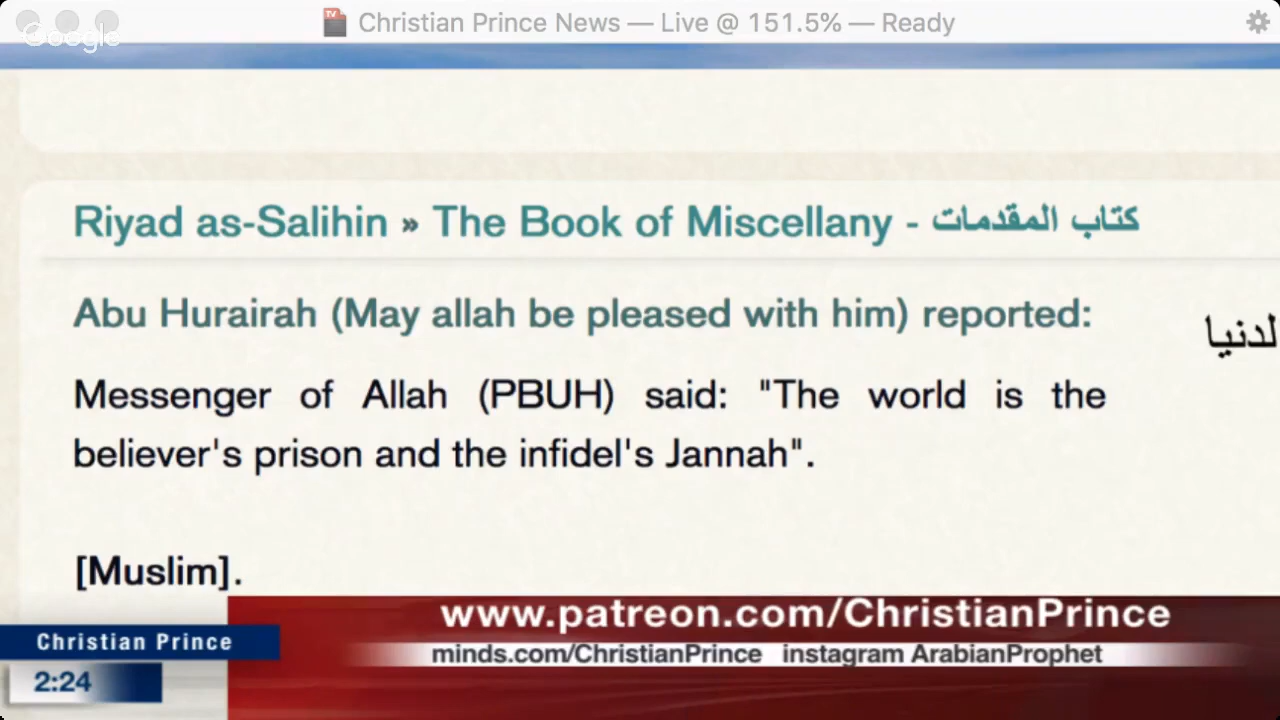 Christian Prince News — Live @ 151.5% — Ready
Google
Riyad as-Salihin » The Book of Miscellany - كتاب المقدمات
Abu Hurairah (May allah be pleased with him) reported:
لدنيا
Messenger of Allah (PBUH) said: "The world is the
believer's prison and the infidel's Jannah".
[Muslim].
www.patreon.com/ChristianPrince
Christian Prince
minds.com/ChristianPrince instagram ArabianProphet
2:24